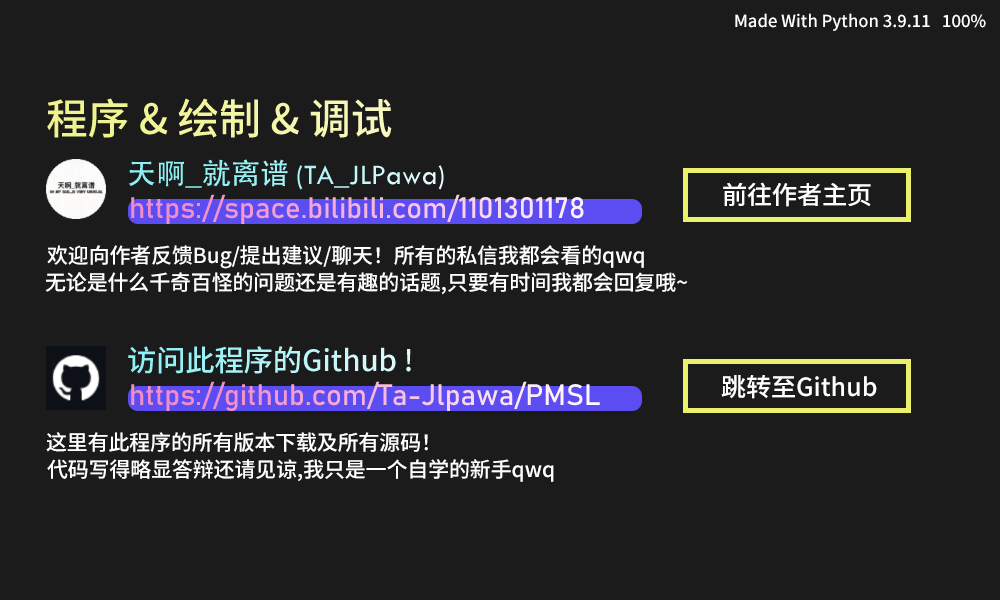 Made With Python 3.9.11 100%
程序 & 绘制 & 调试
天啊_就离谱
天啊_就离谱 (TA_JLPawa)
https://space.bilibili.com/1101301178
前往作者主页
欢迎向作者反馈Bug/提出建议/聊天！所有的私信我都会看的qwq
无论是什么千奇百怪的问题还是有趣的话题,只要有时间我都会回复哦~
访问此程序的Github！
https://github.com/Ta-Jlpawa/PMSL
跳转至Github
这里有此程序的所有版本下载及所有源码！
代码写得略显答辩还请见谅,我只是一个自学的新手qwq